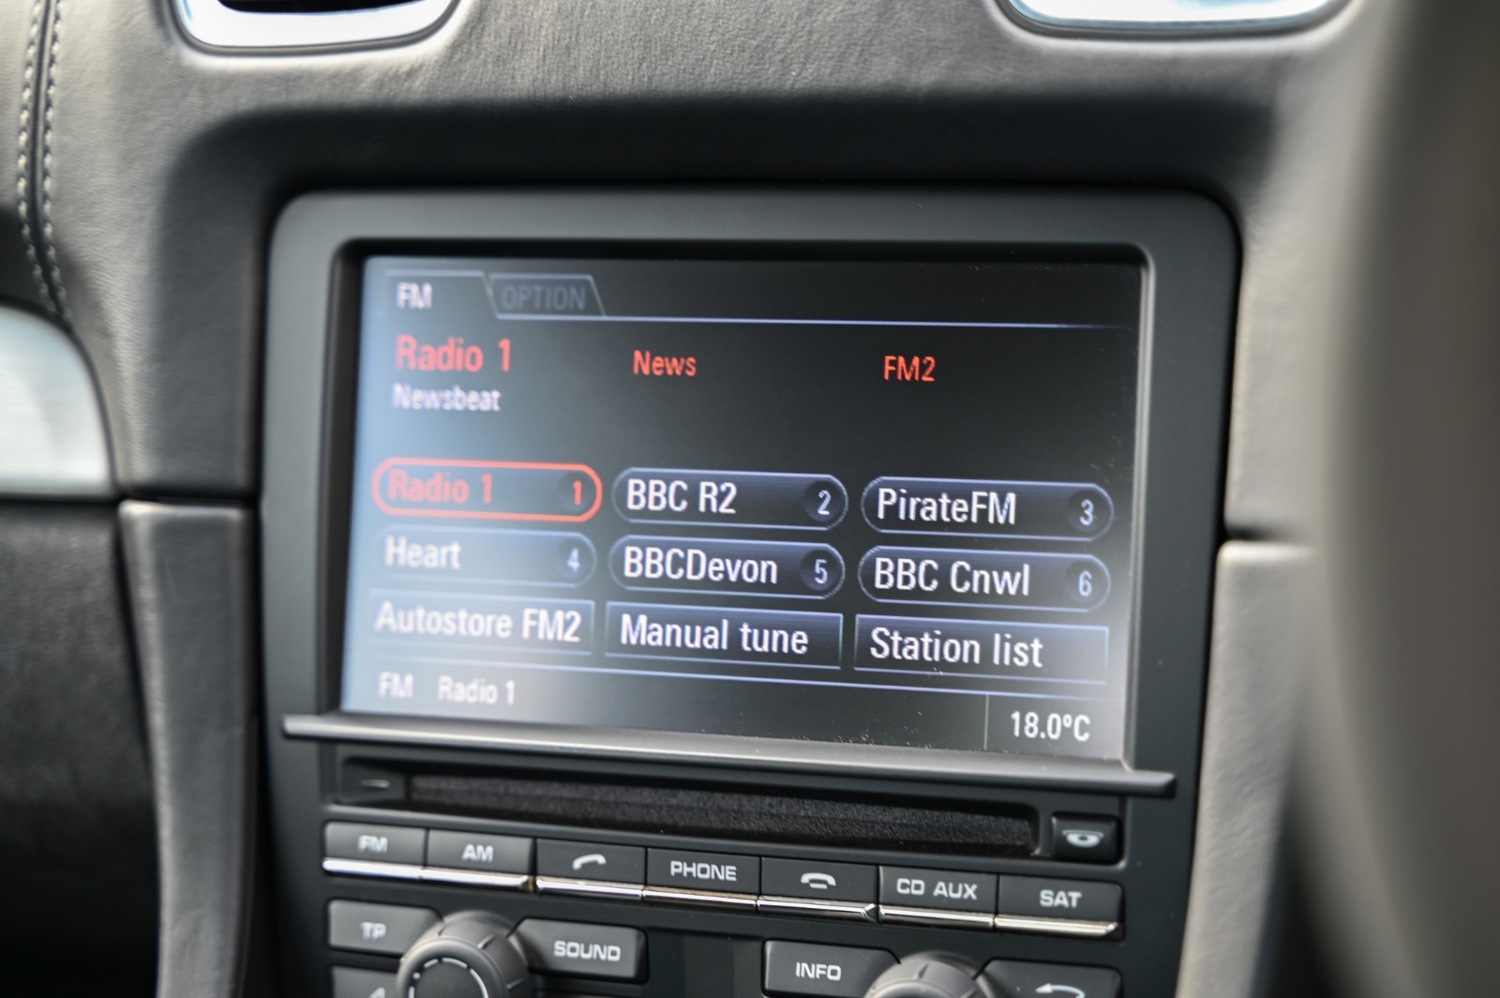 FM OPTION
Radio 1 News FM2
Newsbeat
Radio 1 1 BBC R2 2 PirateFM 3
Heart 4 BBCDevon 5 BBC Cnwl 6
Autostore FM2 Manual tune Station list
FM Radio 1 18.0°C
FM AM PHONE CD AUX SAT
TP SOUND INFO